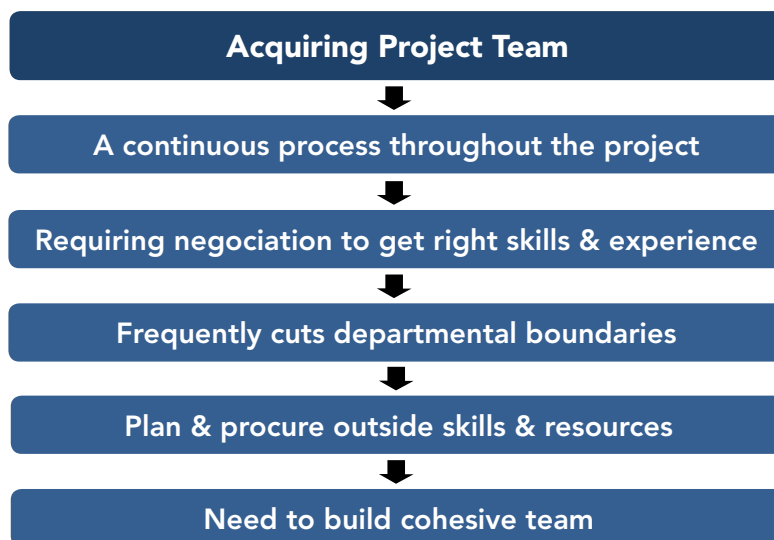 Acquiring Project Team
A continuous process throughout the project
Requiring negociation to get right skills & experience
Frequently cuts departmental boundaries
Plan & procure outside skills & resources
Need to build cohesive team